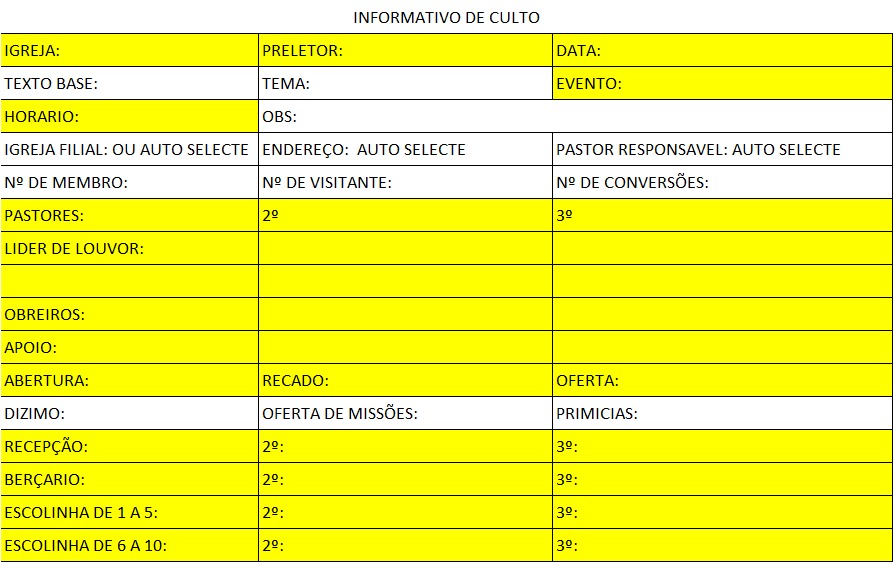 INFORMATIVO DE CULTO
IGREJA: PRELETOR: DATA:
TEXTO BASE: TEMA: EVENTO:
HORARIO: OBS:
IGREJA FILIAL: OU AUTO SELECTE ENDEREÇO: AUTO SELECTE PASTOR RESPONSAVEL: AUTO SELECTE
Nº DE MEMBRO: Nº DE VISITANTE: Nº DE CONVERSÕES:
PASTORES: 2º 3º
LIDER DE LOUVOR:
OBREIROS:
APOIO:
ABERTURA: RECADO: OFERTA:
DIZIMO: OFERTA DE MISSÕES: PRIMICIAS:
RECEPÇÃO: 2º: 3º:
BERÇARIO: 2º: 3º:
ESCOLINHA DE 1 A 5: 2º: 3º:
ESCOLINHA DE 6 A 10: 2º: 3º: